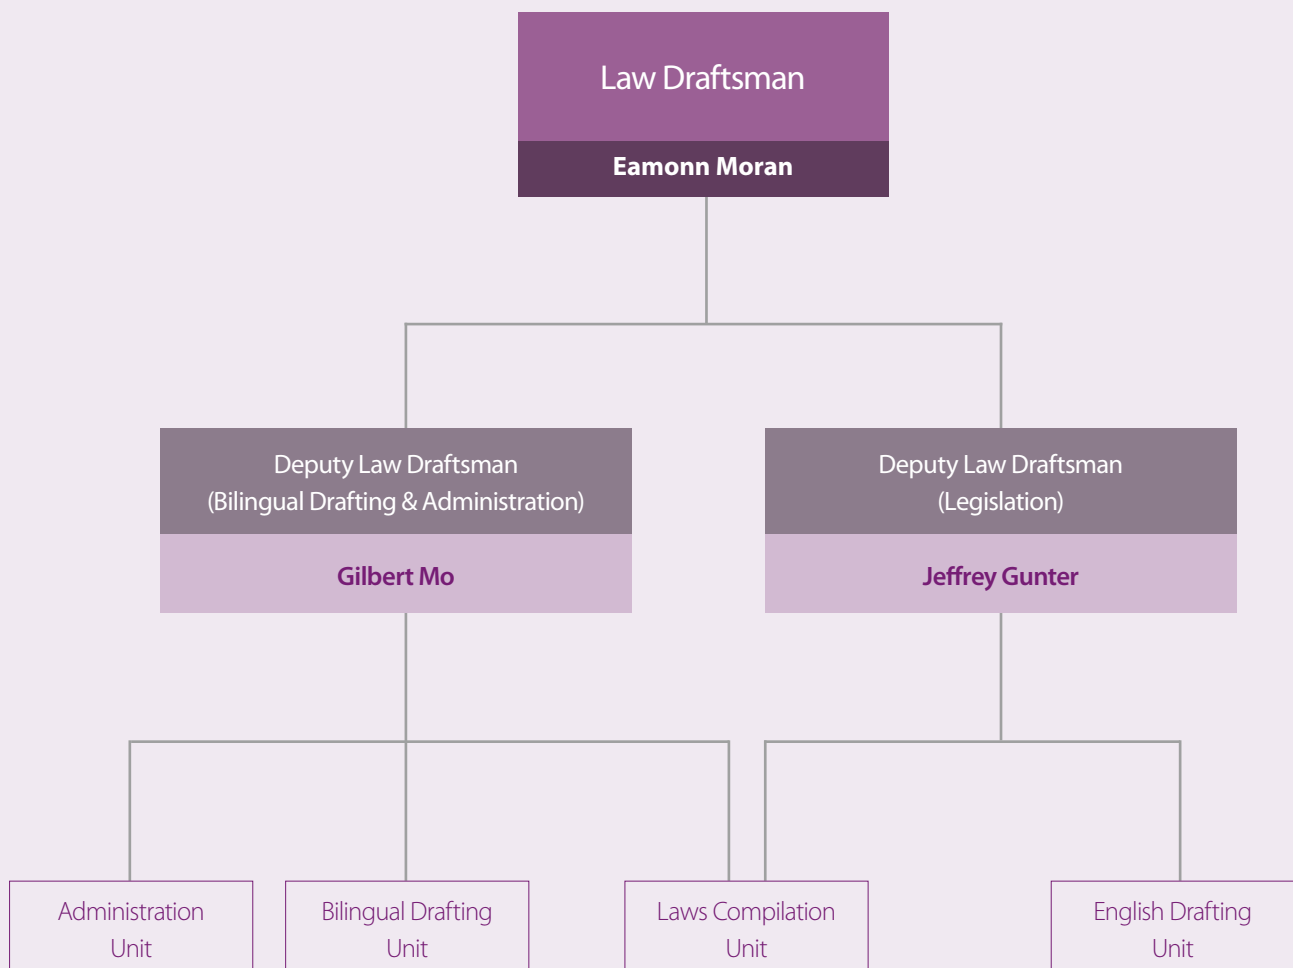 Law Draftsman
Eamonn Moran
Deputy Law Draftsman
(Bilingual Drafting & Administration)
Gilbert Mo
Deputy Law Draftsman
(Legislation)
Jeffrey Gunter
Administration
Unit
Bilingual Drafting
Unit
Laws Compilation
Unit
English Drafting
Unit